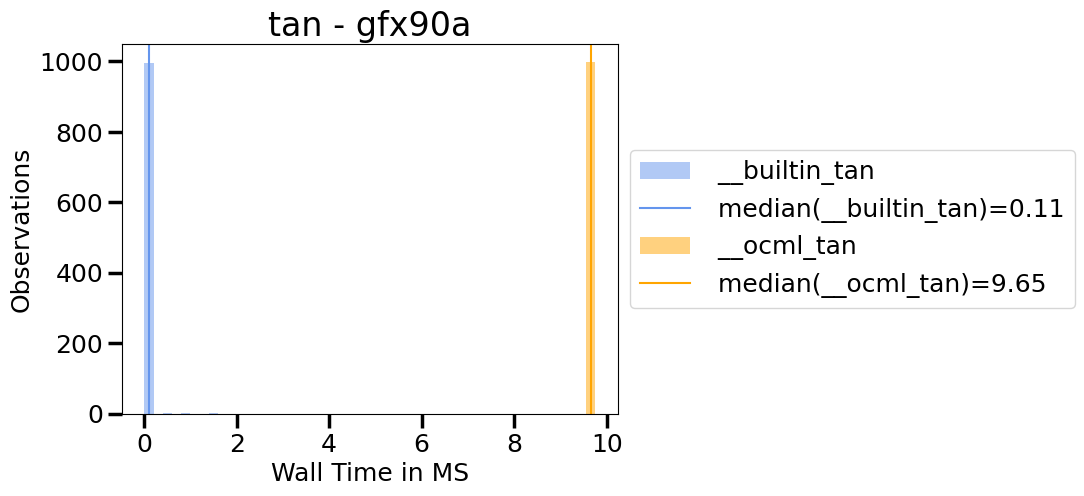 tan - gfx90a
Observations
1000
800
600
400
200
0
0 2 4 6 8 10
Wall Time in MS
__builtin_tan
median(__builtin_tan)=0.11
__ocml_tan
median(__ocml_tan)=9.65